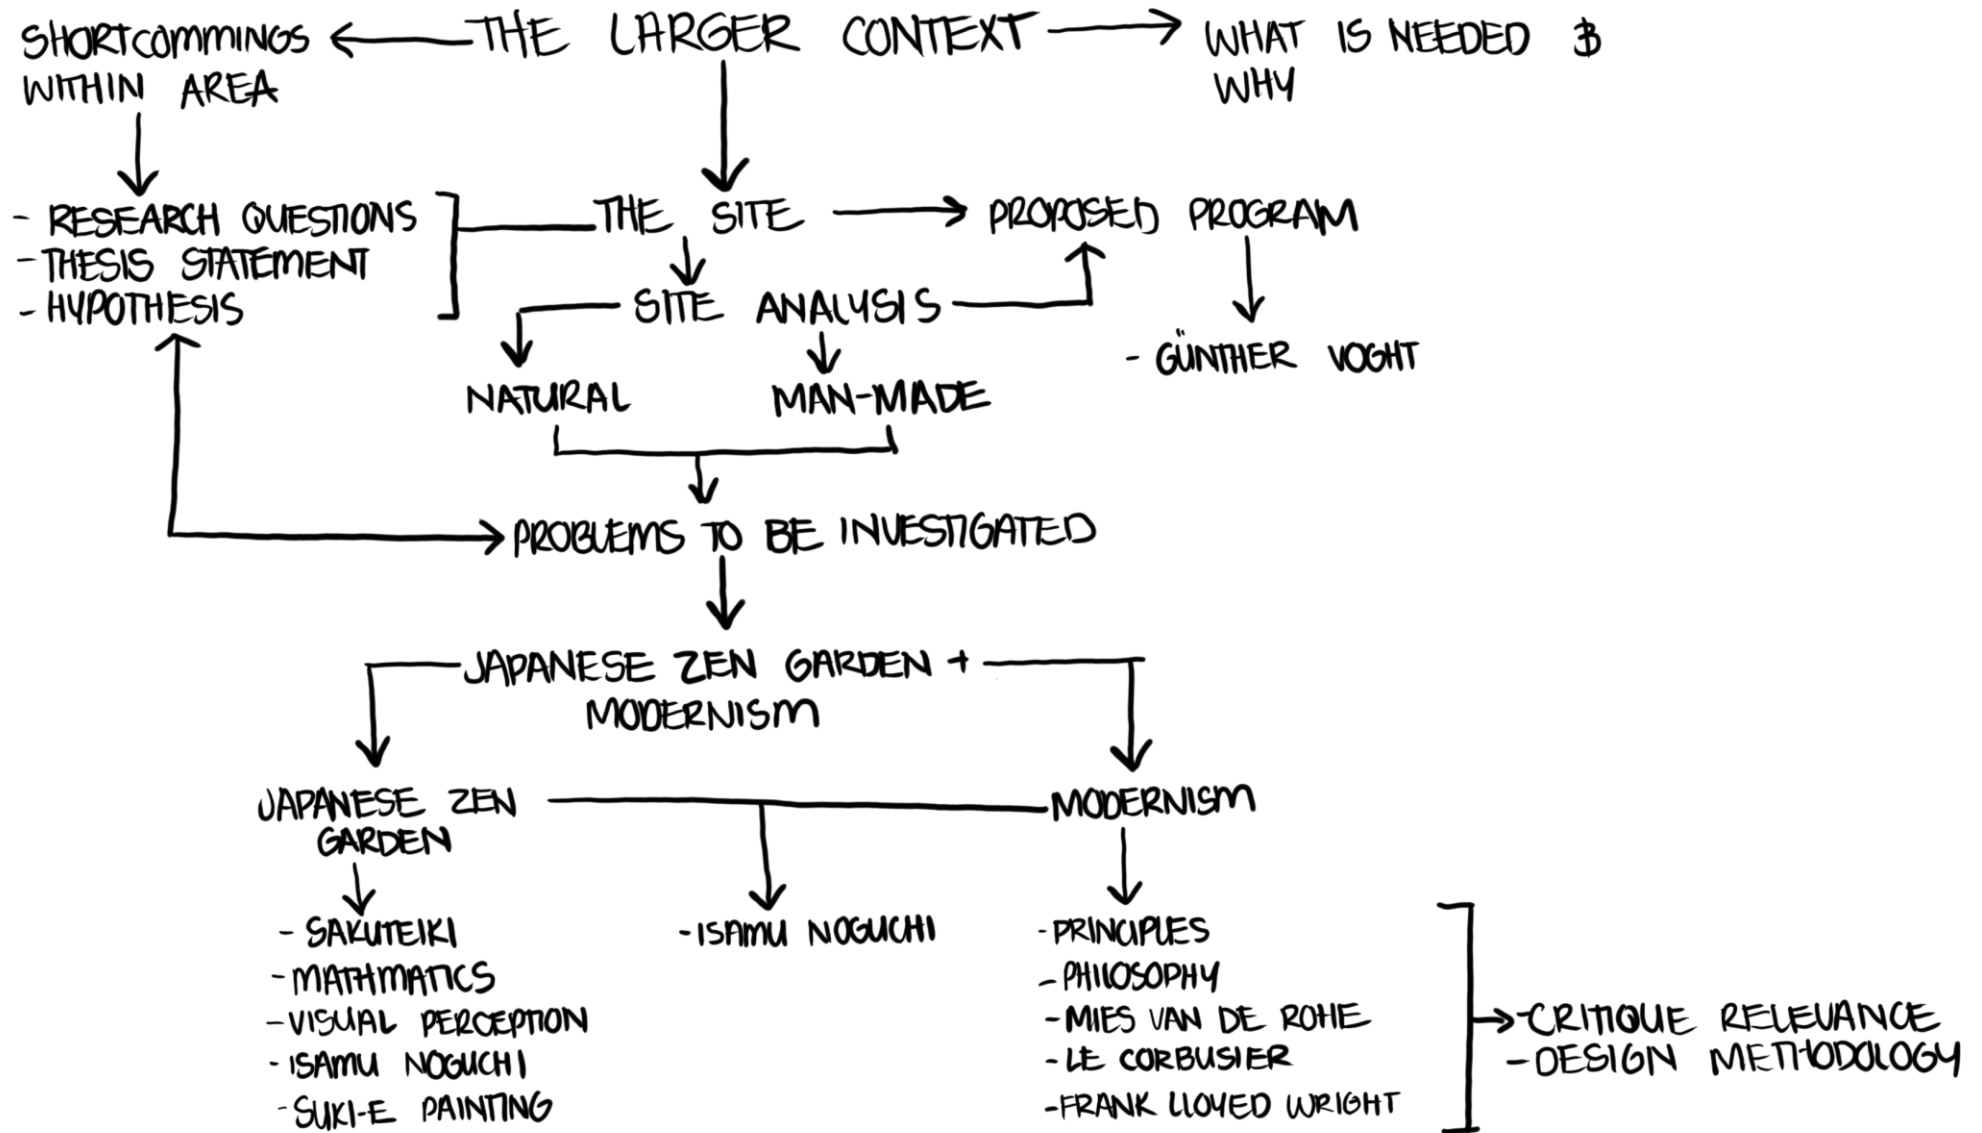 SHORTCOMMINGS
WITHIN AREA
THE LARGER CONTEXT
WHAT IS NEEDED &
WHY
- RESEARCH QUESTIONS
- THESIS STATEMENT
- HYPOTHESIS
THE SITE
PROPOSED PROGRAM
SITE ANALYSIS
- GÜNTHER VOGHT
NATURAL
MAN-MADE
PROBLEMS TO BE INVESTIGATED
JAPANESE ZEN GARDEN +
MODERNISM
JAPANESE ZEN
GARDEN
MODERNISM
- SAKUTEIKI
- MATHMATICS
- VISUAL PERCEPTION
- ISAMU NOGUCHI
- SUKI-E PAINTING
- ISAMU NOGUCHI
- PRINCIPLES
- PHILOSOPHY
- MIES VAN DE ROHE
- LE CORBUSIER
- FRANK LLOYED WRIGHT
- CRITIQUE RELEVANCE
- DESIGN METHODOLOGY